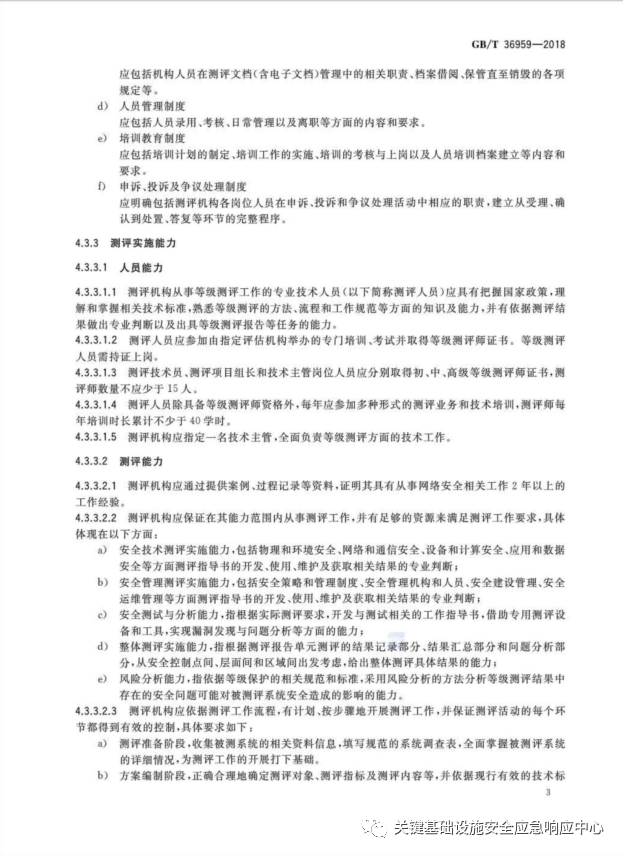 GB/T 36959—2018
应包括机构人员在测评文档(含电子文档)管理中的相关职责、档案借阅、保管直至销毁的各项
规定等。
d) 人员管理制度
应包括人员录用、考核、日常管理以及离职等方面的内容和要求。
e) 培训教育制度
应包括培训计划的制定、培训工作的实施、培训的考核与上岗以及人员培训档案建立等内容和
要求。
f) 申诉、投诉及争议处理制度
应明确包括测评机构各岗位人员在申诉、投诉和争议处理活动中相应的职责,建立从受理、确
认到处置、答复等环节的完整程序。
4.3.3 测评实施能力
4.3.3.1 人员能力
4.3.3.1.1 测评机构从事等级测评工作的专业技术人员(以下简称测评人员)应具有把握国家政策,理
解和掌握相关技术标准,熟悉等级测评的方法、流程和工作规范等方面的知识及能力,并有依据测评结
果做出专业判断以及出具等级测评报告等任务的能力。
4.3.3.1.2 测评人员应参加由指定评估机构举办的专门培训、考试并取得等级测评师证书。等级测评
人员需持证上岗。
4.3.3.1.3 测评技术员、测评项目组长和技术主管岗位人员应分别取得初、中、高级等级测评师证书,测
评师数量不应少于 15 人。
4.3.3.1.4 测评人员除具备等级测评师资格外,每年应参加多种形式的测评业务和技术培训,测评师每
年培训时长累计不少于 40 学时。
4.3.3.1.5 测评机构应指定一名技术主管,全面负责等级测评方面的技术工作。
4.3.3.2 测评能力
4.3.3.2.1 测评机构应通过提供案例、过程记录等资料,证明其具有从事网络安全相关工作 2 年以上的
工作经验。
4.3.3.2.2 测评机构应保证在其能力范围内从事测评工作,并有足够的资源来满足测评工作要求,具体
体现在以下方面:
a) 安全技术测评实施能力,包括物理和环境安全、网络和通信安全、设备和计算安全、应用和数据
安全等方面测评指导书的开发、使用、维护及获取相关结果的专业判断;
b) 安全管理测评实施能力,包括安全策略和管理制度、安全管理机构和人员、安全建设管理、安全
运维管理等方面测评指导书的开发、使用、维护及获取相关结果的专业判断;
c) 安全测试与分析能力,指根据实际测评要求,开发与测试相关的工作指导书,借助专用测评设
备和工具,实现漏洞发现与问题分析等方面的能力;
d) 整体测评实施能力,指根据测评报告单元测评的结果记录部分、结果汇总部分和问题分析部
分,从安全控制点间、层面间和区域间出发考虑,给出整体测评具体结果的能力;
e) 风险分析能力,指依据等级保护的相关规范和标准,采用风险分析的方法分析等级测评结果中
存在的安全问题可能对被测评系统安全造成的影响的能力。
4.3.3.2.3 测评机构应依据测评工作流程,有计划、按步骤地开展测评工作,并保证测评活动的每个环
节都得到有效的控制,具体要求如下:
a) 测评准备阶段,收集被测系统的相关资料信息,填写规范的系统调查表,全面掌握被测评系统
的详细情况,为测评工作的开展打下基础。
b) 方案编制阶段,正确合理地确定测评对象、测评指标及测评内容等,并依据现行有效的技术标
3
关键基础设施安全应急响应中心